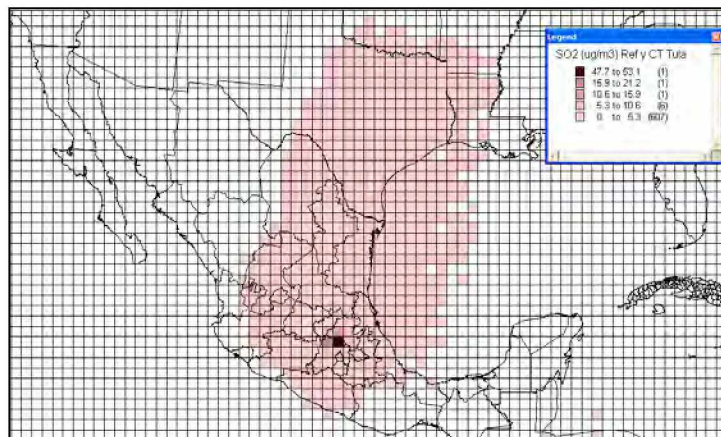 Legend
SO2 (ug/m3) Ref y CT Tula
47.7 to 53.1 (1)
15.9 to 21.2 (1)
10.6 to 15.9 (1)
5.3 to 10.6 (6)
0. to 5.3 (607)